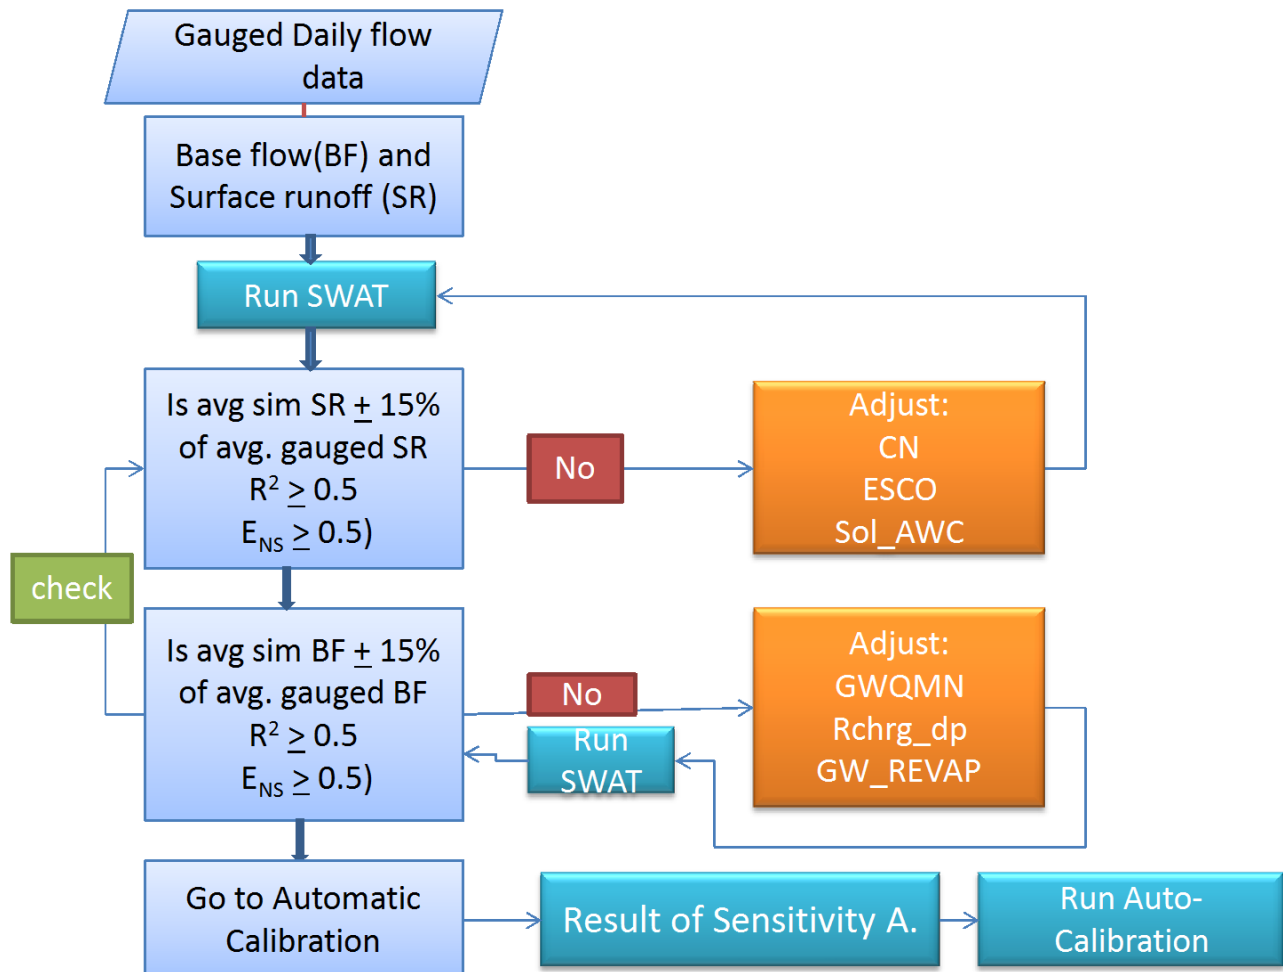 Gauged Daily flow
data
Base flow(BF) and
Surface runoff (SR)
Run SWAT
Is avg sim SR ± 15%
of avg. gauged SR
R² ≥ 0.5
E_NS ≥ 0.5)
No
Adjust:
CN
ESCO
Sol_AWC
check
Is avg sim BF ± 15%
of avg. gauged BF
R² ≥ 0.5
E_NS ≥ 0.5)
No
Run
SWAT
Adjust:
GWQMN
Rchrg_dp
GW_REVAP
Go to Automatic
Calibration
Result of Sensitivity A.
Run Auto-
Calibration